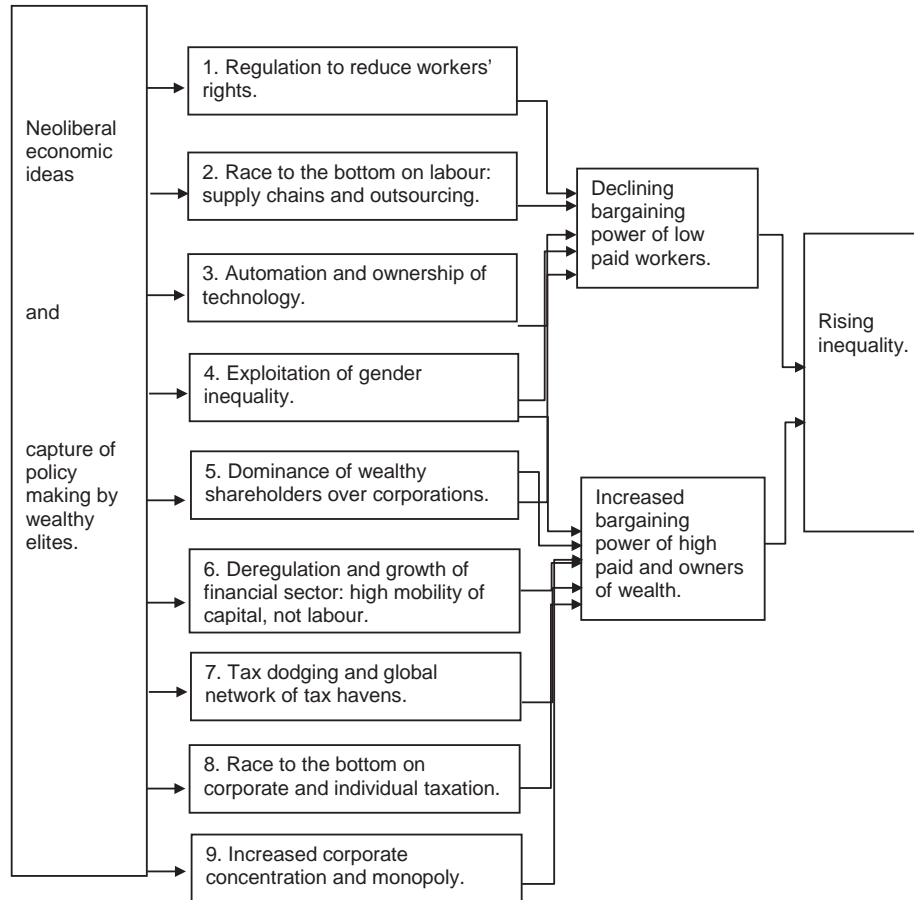 Neoliberal
economic
ideas
and
capture of
policy
making by
wealthy
elites.
1. Regulation to reduce workers’
rights.
2. Race to the bottom on labour:
supply chains and outsourcing.
3. Automation and ownership of
technology.
4. Exploitation of gender
inequality.
5. Dominance of wealthy
shareholders over corporations.
6. Deregulation and growth of
financial sector: high mobility of
capital, not labour.
7. Tax dodging and global
network of tax havens.
8. Race to the bottom on
corporate and individual taxation.
9. Increased corporate
concentration and monopoly.
Declining
bargaining
power of low
paid workers.
Increased
bargaining
power of high
paid and owners
of wealth.
Rising
inequality.